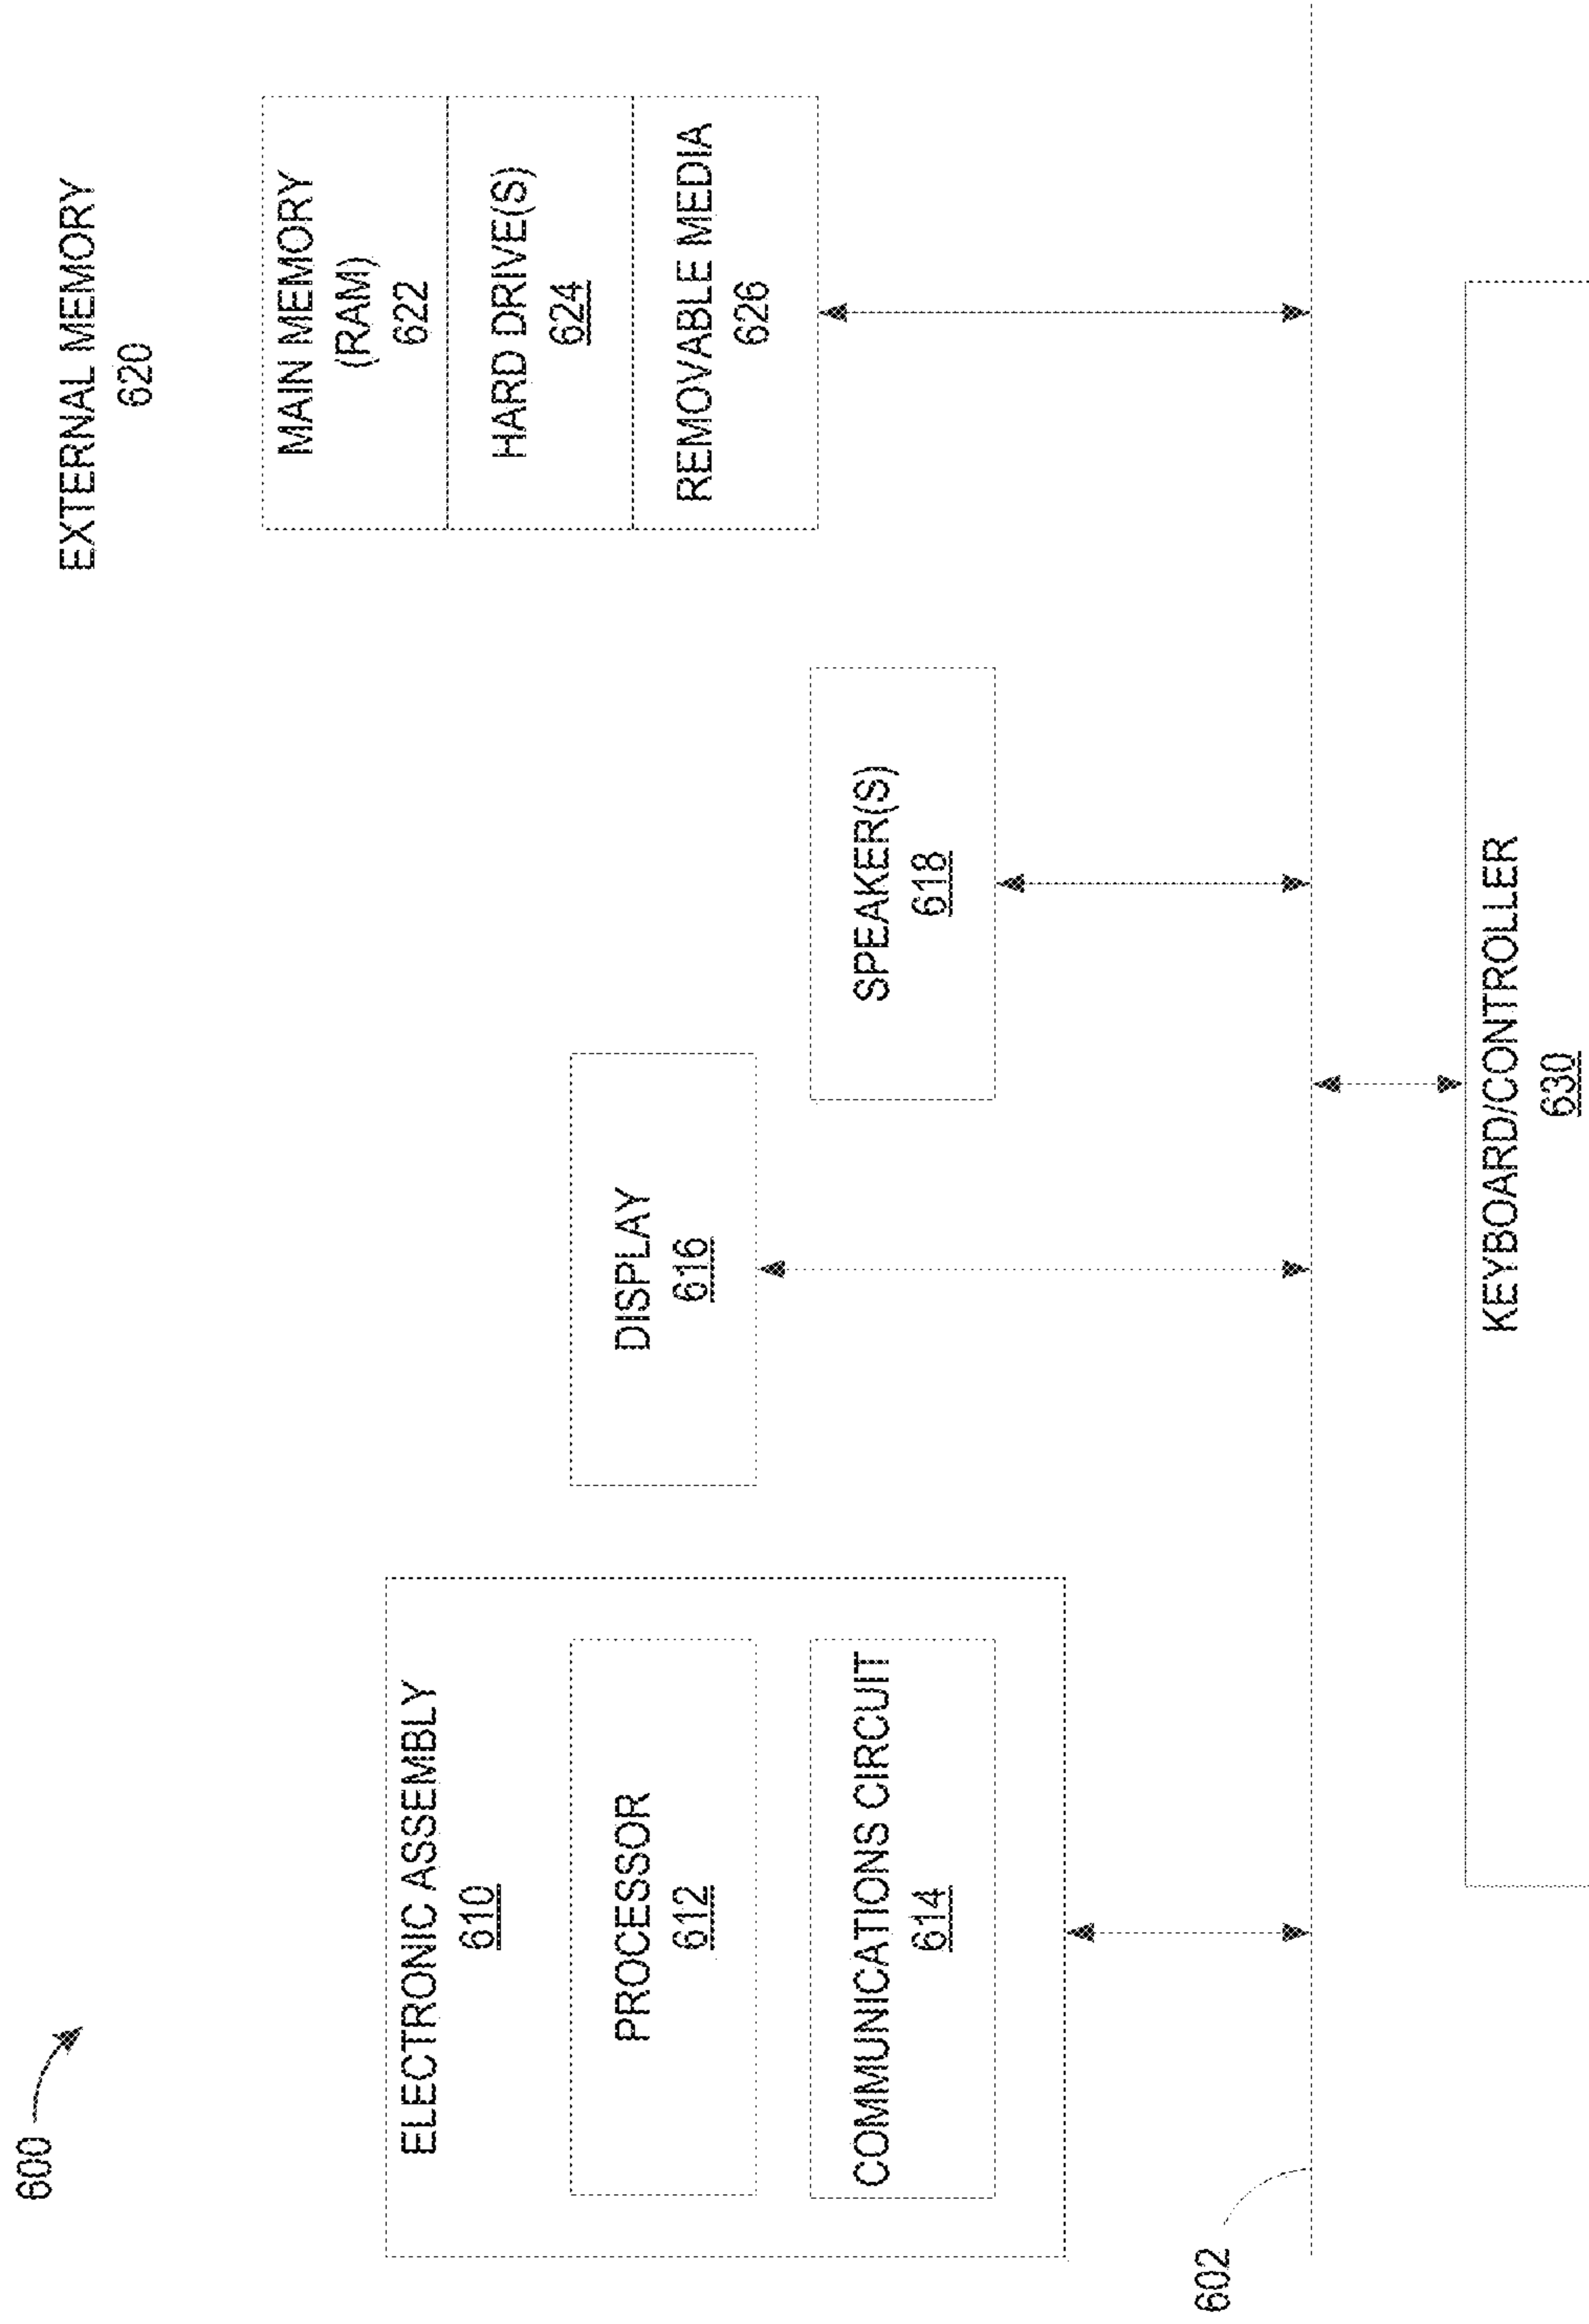 600
ELECTRONIC ASSEMBLY
610
PROCESSOR
612
COMMUNICATIONS CIRCUIT
614
DISPLAY
616
SPEAKER(S)
618
EXTERNAL MEMORY
620
MAIN MEMORY
(RAM)
622
HARD DRIVE(S)
624
REMOVABLE MEDIA
626
602
KEYBOARD/CONTROLLER
630